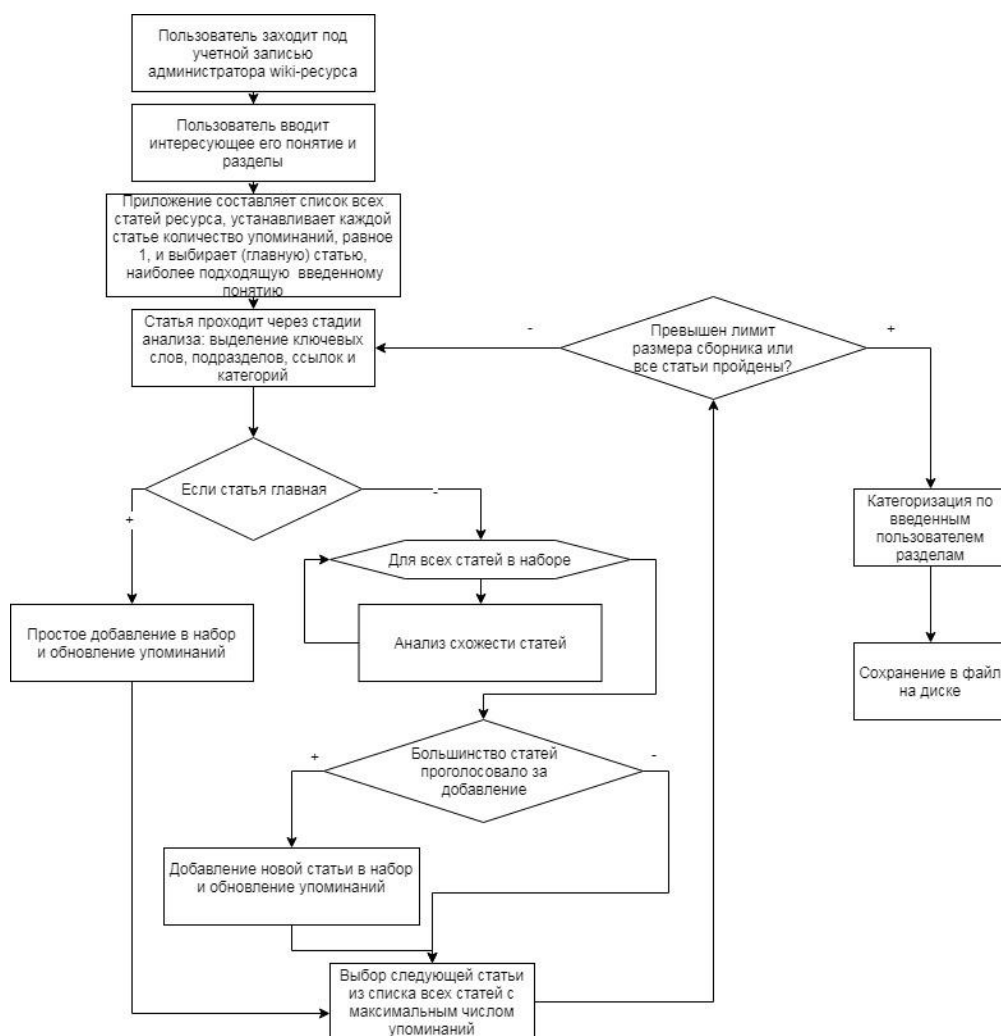 Пользователь заходит под
учетной записью
администратора wiki-ресурса
Пользователь вводит
интересующее его понятие и
разделы
Приложение составляет список всех
статей ресурса, устанавливает каждой
статье количество упоминаний, равное
1, и выбирает (главную) статью,
наиболее подходящую введенному
понятию
Статья проходит через стадии
анализа: выделение ключевых
слов, подразделов, ссылок и
категорий
-
Превышен лимит
размера сборника или
все статьи пройдены?
+
Если статья главная
+
-
Для всех статей в наборе
Категоризация по
введенным
пользователем
разделам
Простое добавление в набор
и обновление упоминаний
Анализ схожести статей
Сохранение в файл
на диске
+
Большинство статей
проголосовало за
добавление
-
Добавление новой статьи в набор
и обновление упоминаний
Выбор следующей статьи
из списка всех статей с
максимальным числом
упоминаний